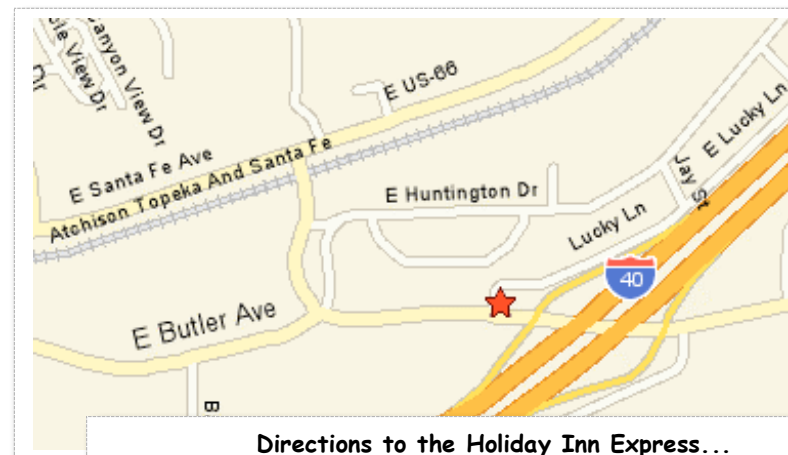 Canyon View Dr
View Dr
Dr
E US-66
E Santa Fe Ave
Atchison Topeka And Santa Fe
E Huntington Dr
Jay St
E Lucky Ln
Lucky Ln
40
E Butler Ave
B
Directions to the Holiday Inn Express...